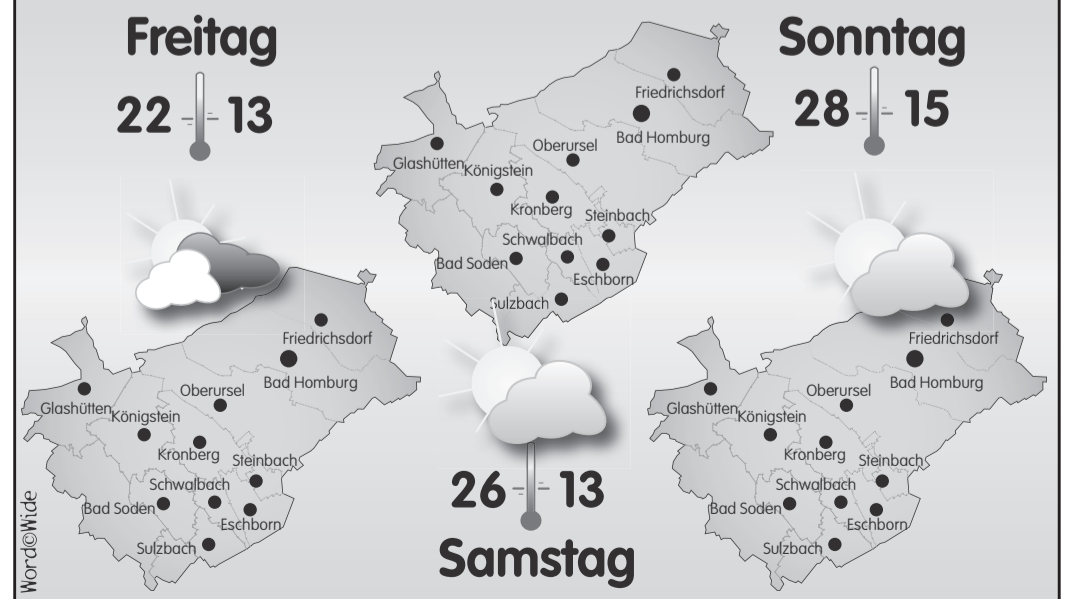 Freitag
22 13
Friedrichsdorf
Bad Homburg
Glashütten
Oberursel
Königstein
Kronberg
Steinbach
Schwalbach
Bad Soden
Eschborn
Sulzbach
Word©Wide
Friedrichsdorf
Bad Homburg
Oberursel
Glashütten
Königstein
Kronberg
Steinbach
Schwalbach
Bad Soden
Eschborn
Sulzbach
26 13
Samstag
Sonntag
28 15
Friedrichsdorf
Bad Homburg
Oberursel
Glashütten
Königstein
Kronberg
Steinbach
Schwalbach
Bad Soden
Eschborn
Sulzbach